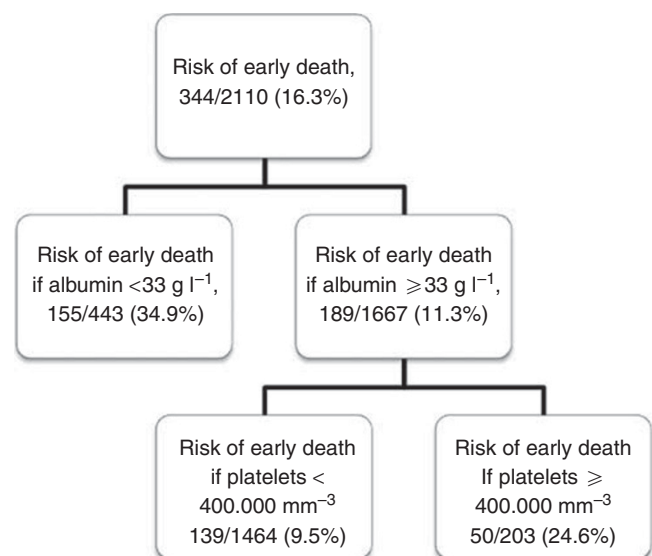 Risk of early death,
344/2110 (16.3%)
Risk of early death
if albumin <33 g l⁻¹,
155/443 (34.9%)
Risk of early death
if albumin ⩾33 g l⁻¹,
189/1667 (11.3%)
Risk of early death
if platelets <
400.000 mm⁻³
139/1464 (9.5%)
Risk of early death
If platelets ⩾
400.000 mm⁻³
50/203 (24.6%)